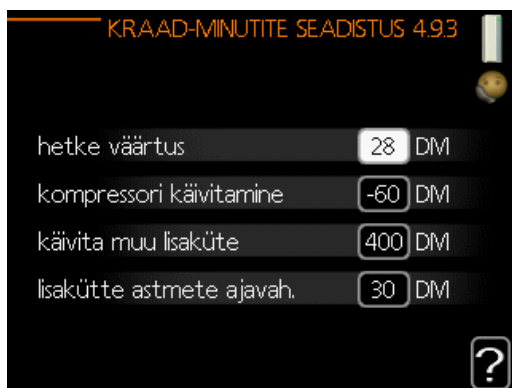 KRAAD-MINUTITE SEADISTUS 4.9.3
hetke väärtus 28 DM
kompressori käivitamine -60 DM
käivita muu lisaküte 400 DM
lisakütte astmete ajavah. 30 DM
?